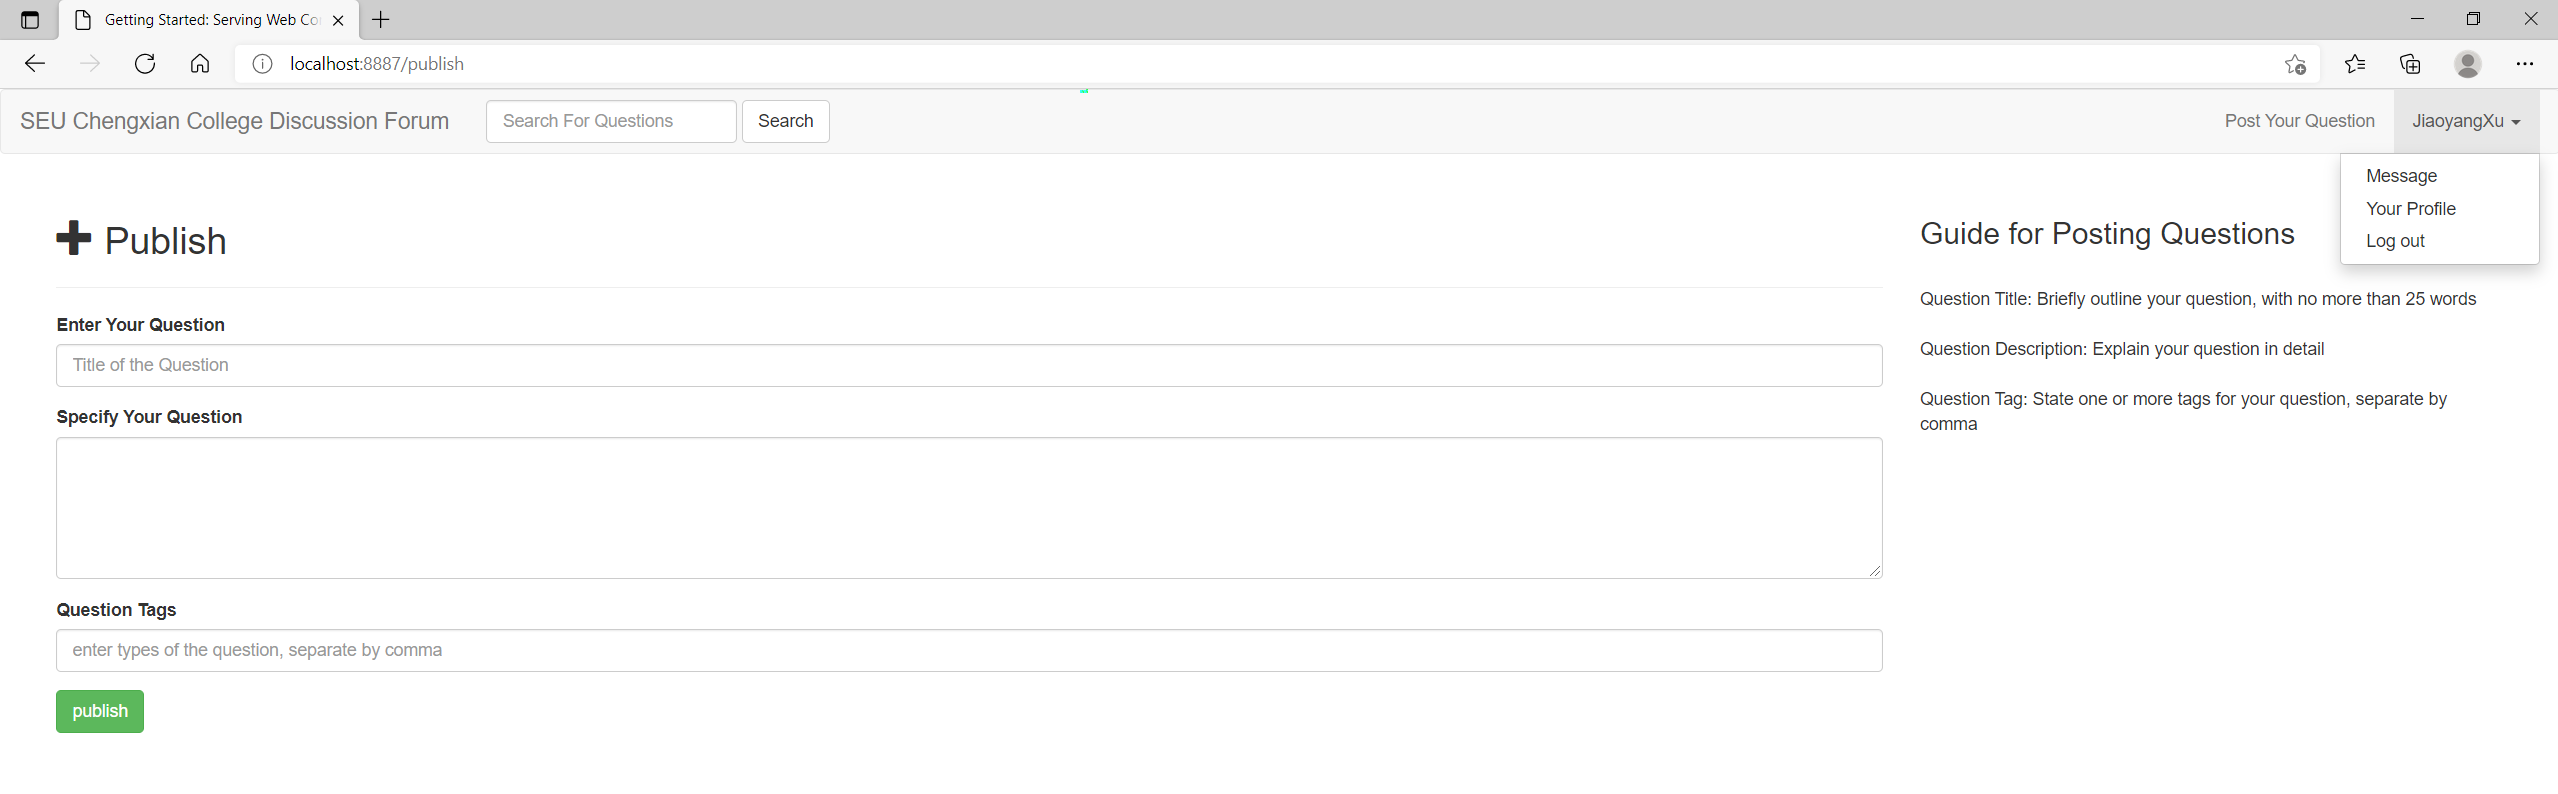 Getting Started: Serving Web Co
localhost:8887/publish
SEU Chengxian College Discussion Forum
Search For Questions
Search
Post Your Question
JiaoyangXu
Message
Your Profile
Log out
Publish
Enter Your Question
Title of the Question
Specify Your Question
Question Tags
enter types of the question, separate by comma
publish
Guide for Posting Questions
Question Title: Briefly outline your question, with no more than 25 words
Question Description: Explain your question in detail
Question Tag: State one or more tags for your question, separate by
comma